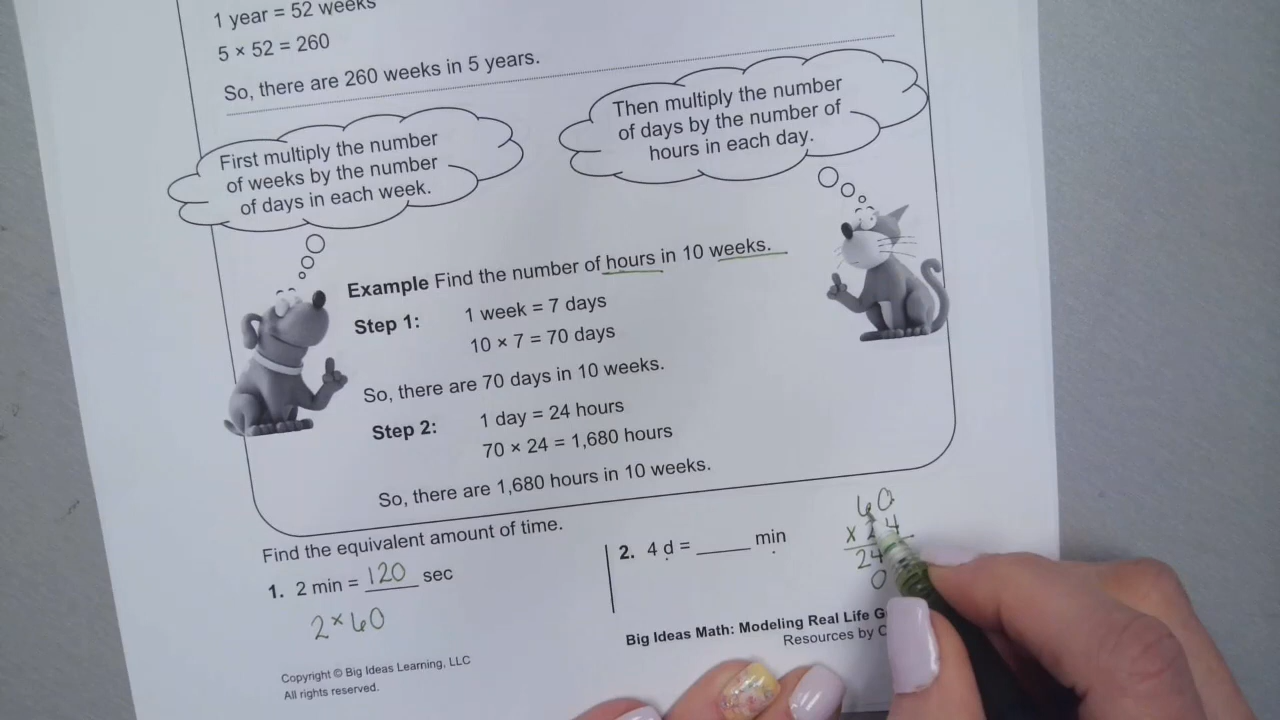 1 year = 52 weeks
5 × 52 = 260
So, there are 260 weeks in 5 years.
First multiply the number
of weeks by the number
of days in each week.
Then multiply the number
of days by the number of
hours in each day.
Example Find the number of hours in 10 weeks.
Step 1: 1 week = 7 days
10 × 7 = 70 days
So, there are 70 days in 10 weeks.
Step 2: 1 day = 24 hours
70 × 24 = 1,680 hours
So, there are 1,680 hours in 10 weeks.
Find the equivalent amount of time.
1. 2 min = 120 sec
2 × 60
2. 4 d = _____ min
60
x 24
24
0
Big Ideas Math: Modeling Real Life
Resources by
Copyright © Big Ideas Learning, LLC
All rights reserved.